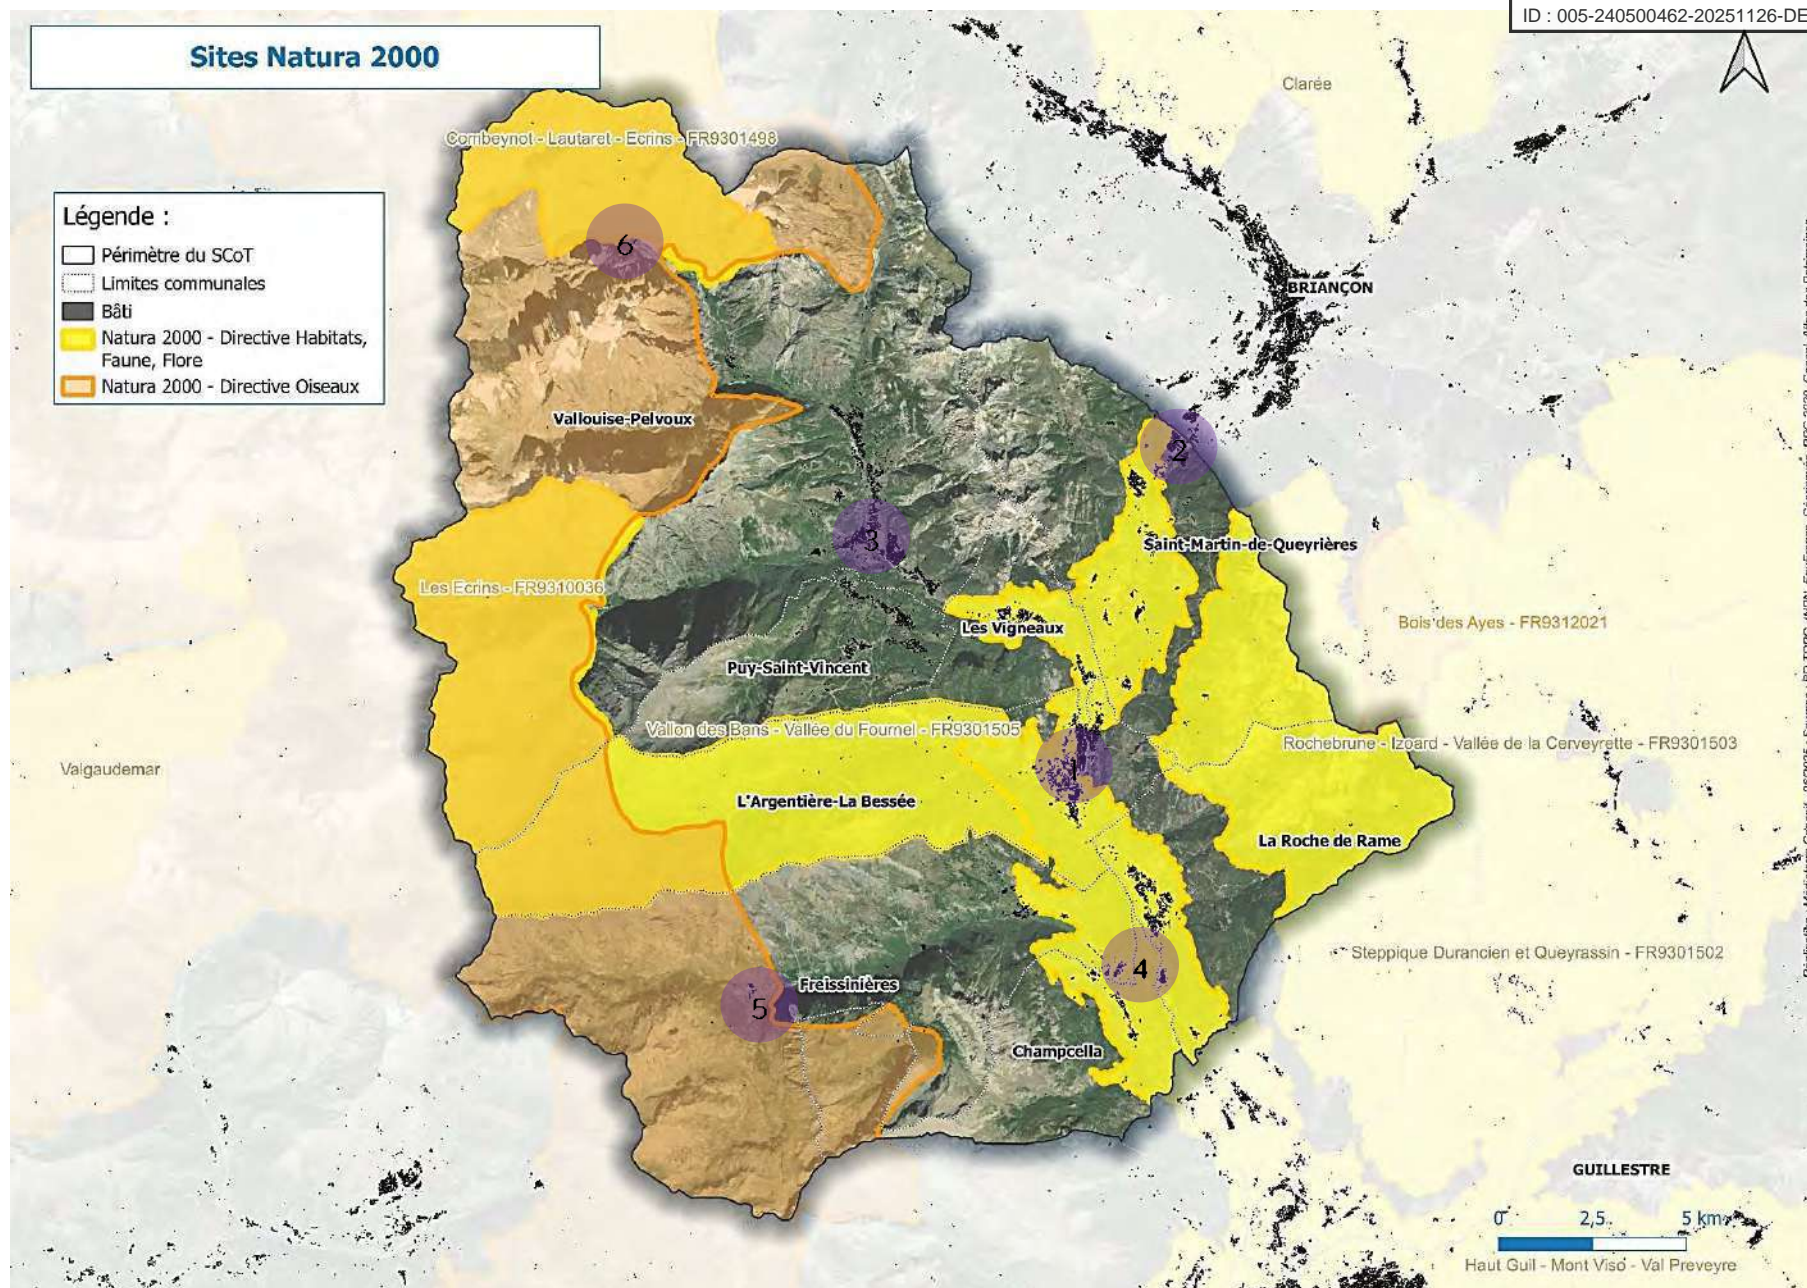 ID : 005-240500462-20251126-DE
Sites Natura 2000
Clarée
Combeynot - Lautaret - Ecrins - FR9301498
Légende :
Périmètre du SCoT
Limites communales
Bâti
Natura 2000 - Directive Habitats,
Faune, Flore
Natura 2000 - Directive Oiseaux
6
BRIANÇON
Vallouise-Pelvoux
2
3
Saint-Martin-de-Queyrières
Les Ecrins - FR9310036
Bois des Ayes - FR9312021
Les Vigneaux
Puy-Saint-Vincent
Vallon des Bans - Vallée du Fournel - FR9301505
Rochebrune - Izoard - Vallée de la Cerveyrette - FR9301503
Valgaudemar
1
L'Argentière-La Bessée
La Roche de Rame
Steppique Durancien et Queyrassin - FR9301502
4
Freissinières
5
Champcella
GUILLESTRE
0 2,5 5 km
Haut Guil - Mont Viso - Val Preveyre